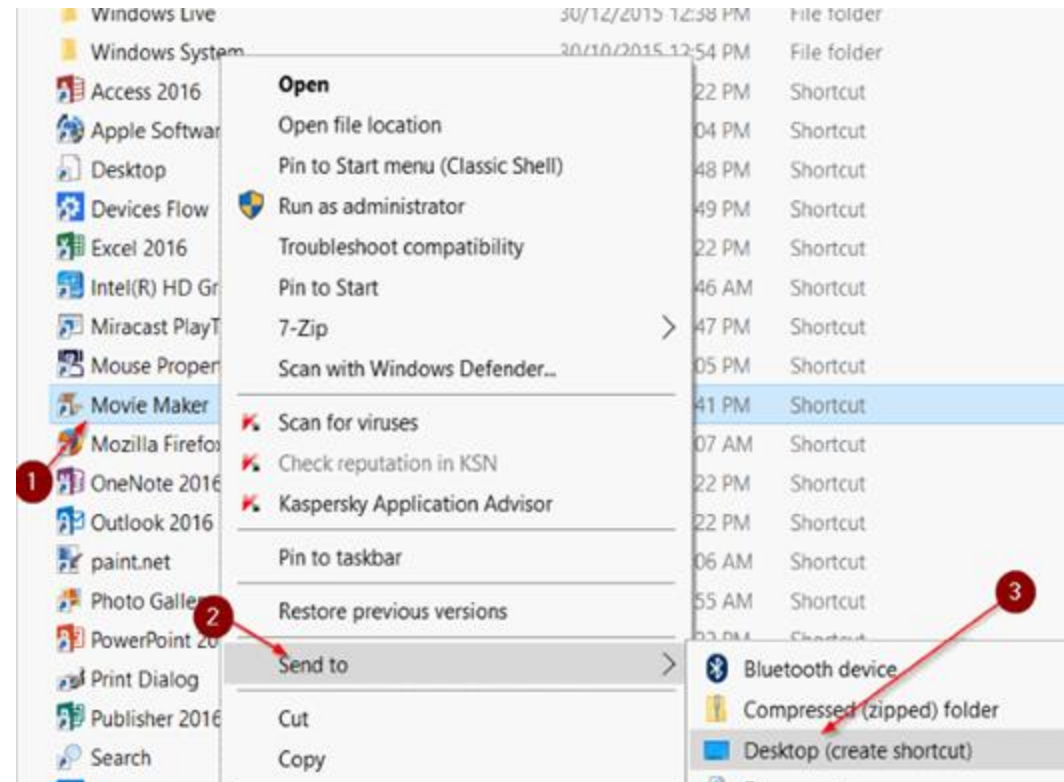 Windows Live 30/12/2015 12:38 PM File folder
Windows System 30/10/2015 12:54 PM File folder
Access 2016 22 PM Shortcut
Apple Softwar 04 PM Shortcut
Desktop 48 PM Shortcut
Devices Flow 49 PM Shortcut
Excel 2016 22 PM Shortcut
Intel(R) HD Gr 46 AM Shortcut
Miracast PlayT 47 PM Shortcut
Mouse Proper 05 PM Shortcut
Movie Maker 41 PM Shortcut
Mozilla Firefox 07 AM Shortcut
OneNote 2016 22 PM Shortcut
Outlook 2016 22 PM Shortcut
paint.net 06 AM Shortcut
Photo Galle 55 AM Shortcut
PowerPoint 20 22 PM Shortcut
Print Dialog
Publisher 2016
Search
Open
Open file location
Pin to Start menu (Classic Shell)
Run as administrator
Troubleshoot compatibility
Pin to Start
7-Zip
Scan with Windows Defender...
Scan for viruses
Check reputation in KSN
Kaspersky Application Advisor
Pin to taskbar
Restore previous versions
Send to
Cut
Copy
Bluetooth device
Compressed (zipped) folder
Desktop (create shortcut)
1
2
3